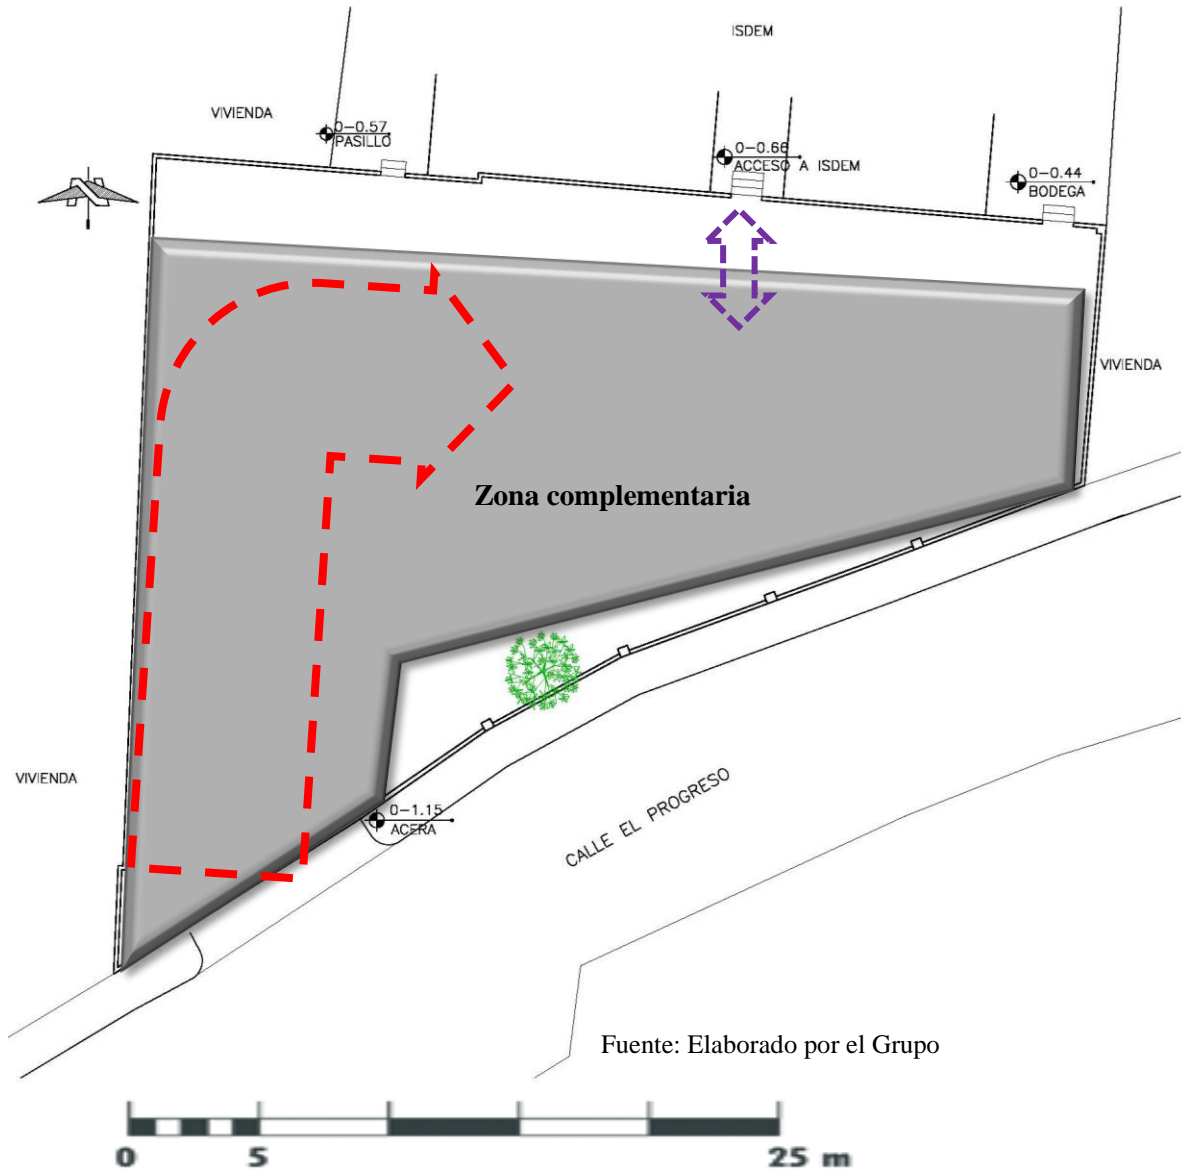 ISDEM
VIVIENDA
0-0.57
PASILLO
0-0.66
ACCESO A ISDEM
0-0.44
BODEGA
N
VIVIENDA
Zona complementaria
VIVIENDA
0-1.15
ACERA
CALLE EL PROGRESO
Fuente: Elaborado por el Grupo
0 5 25 m